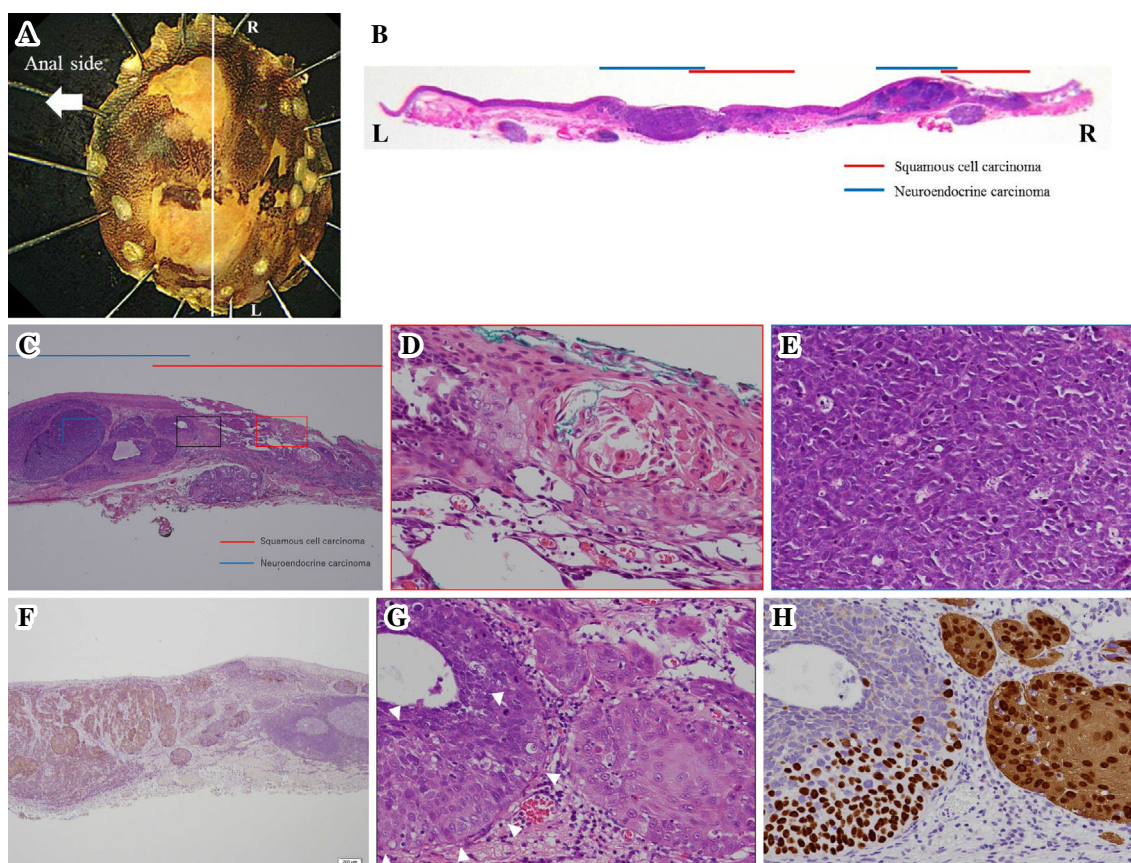 A
R
Anal side
L
B
L
R
Squamous cell carcinoma
Neuroendocrine carcinoma
C
Squamous cell carcinoma
Neuroendocrine carcinoma
D
E
F
G
H